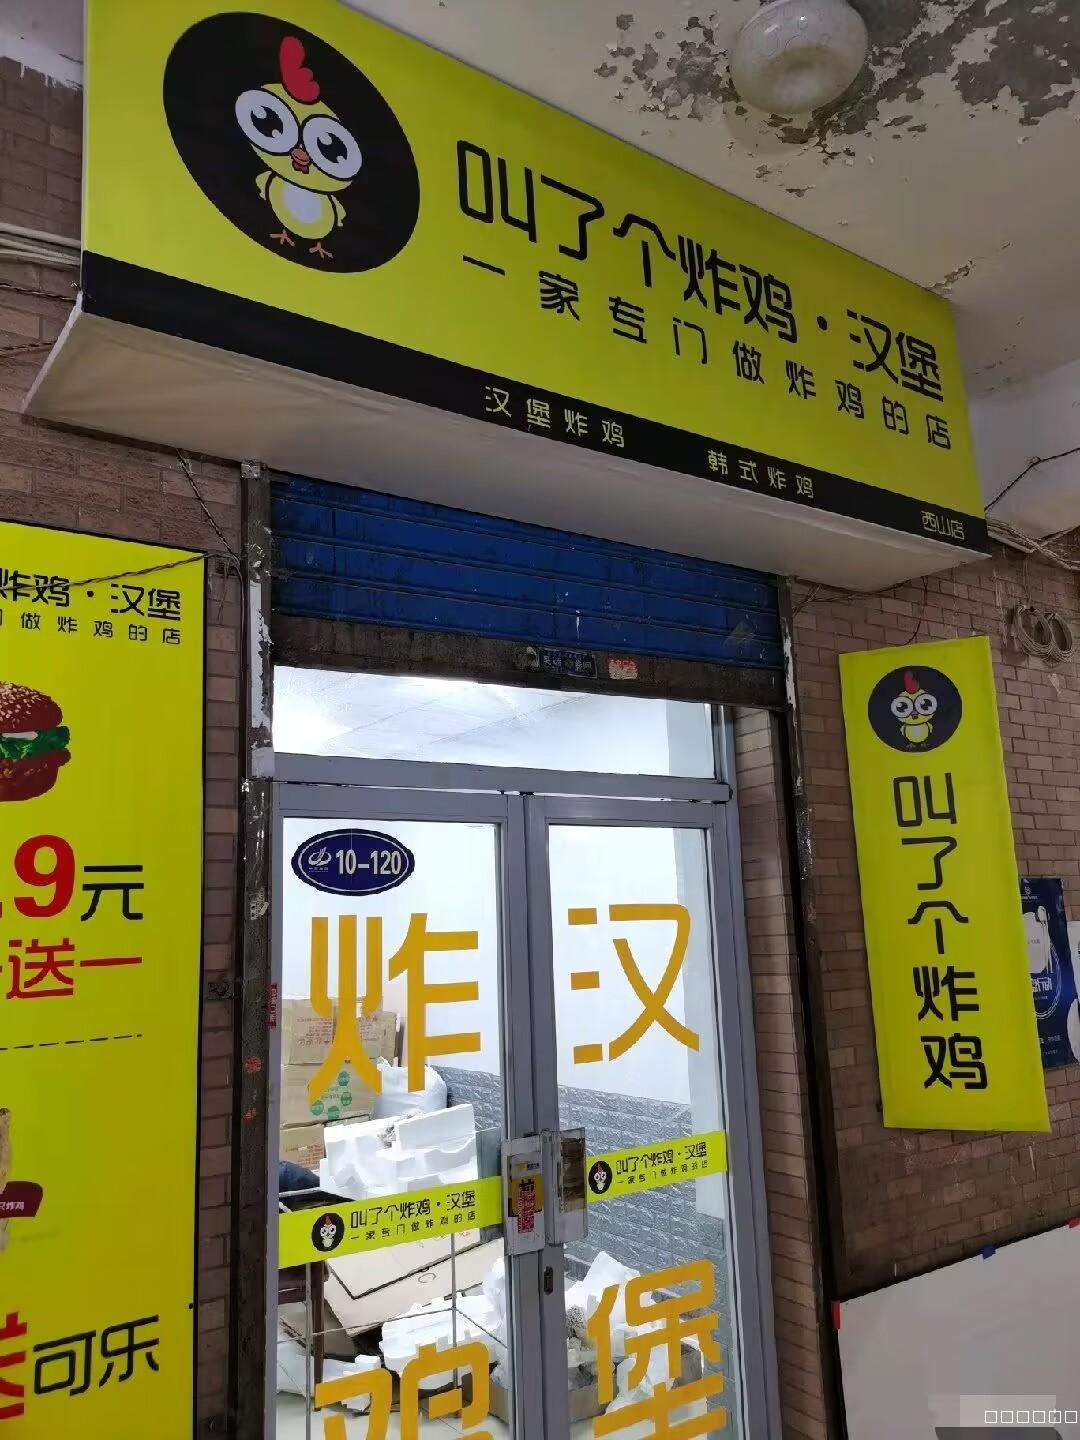 叫了个炸鸡·汉堡
一家专门做炸鸡的店
汉堡炸鸡 韩式炸鸡 西山店
炸鸡·汉堡
做炸鸡的店
.9元
送一
送可乐
10-120
炸鸡
汉堡
叫了个炸鸡·汉堡
一家专门做炸鸡的店
叫了个炸鸡·汉堡
一家专门做炸鸡的店
叫了个炸鸡